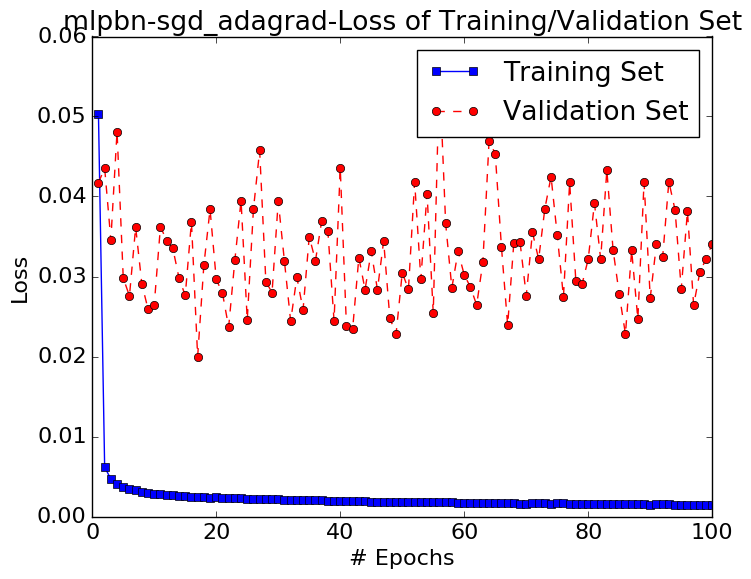 mlpbn-sgd_adagrad-Loss of Training/Validation Set
0.06
0.05
0.04
0.03
0.02
0.01
0.00
Loss
Training Set
Validation Set
0 20 40 60 80 100
# Epochs